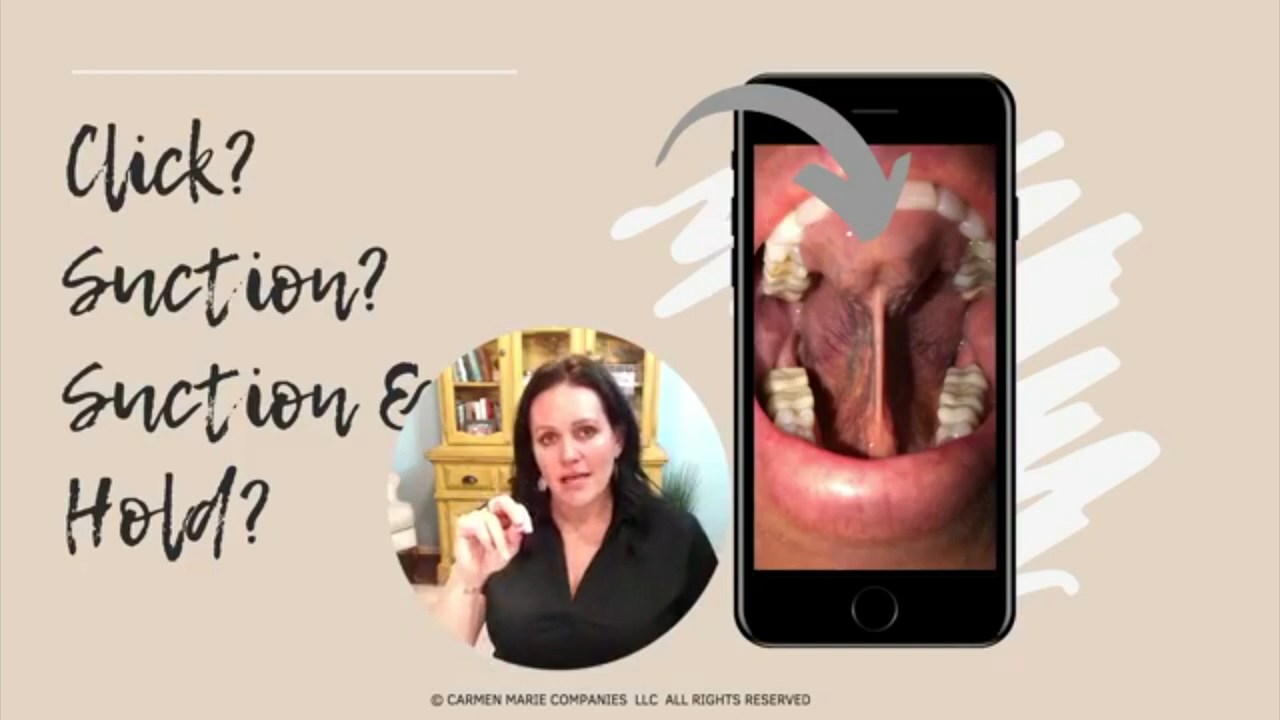 Click?
Suction?
Suction &
Hold?
© CARMEN MARIE COMPANIES LLC ALL RIGHTS RESERVED